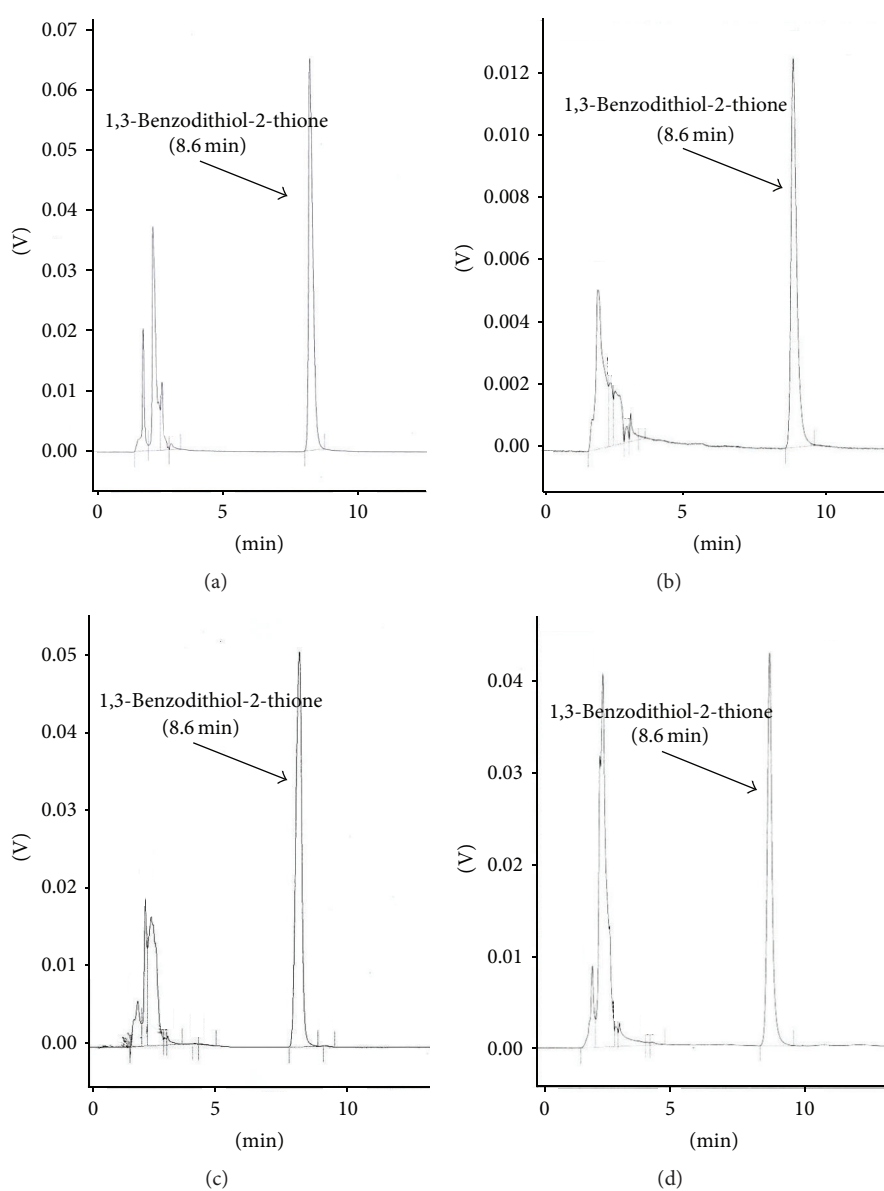 0.07
0.06
1,3-Benzodithiol-2-thione
(8.6 min)
0.05
0.04
(V)
0.03
0.02
0.01
0.00
0 5 10
(min)
(a)
0.012
1,3-Benzodithiol-2-thione
(8.6 min)
0.010
0.008
(V)
0.006
0.004
0.002
0.000
0 5 10
(min)
(b)
0.05
1,3-Benzodithiol-2-thione
(8.6 min)
0.04
0.03
(V)
0.02
0.01
0.00
0 5 10
(min)
(c)
0.04
1,3-Benzodithiol-2-thione
(8.6 min)
0.03
(V)
0.02
0.01
0.00
0 5 10
(min)
(d)